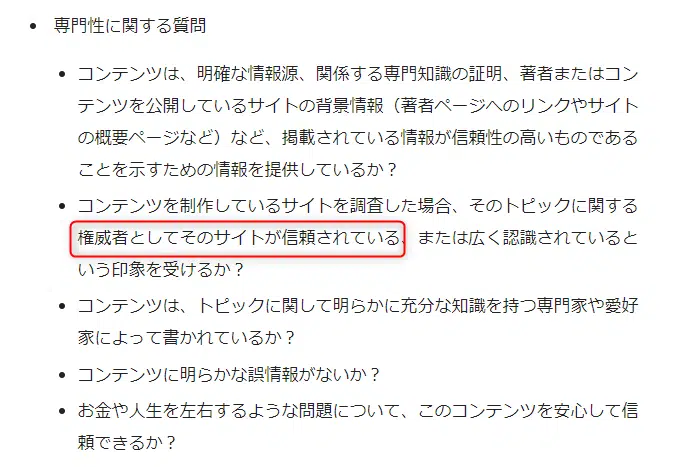 専門性に関する質問
コンテンツは、明確な情報源、関係する専門知識の証明、著者またはコン
テンツを公開しているサイトの背景情報（著者ページへのリンクやサイト
の概要ページなど）など、掲載されている情報が信頼性の高いものである
ことを示すための情報を提供しているか？
コンテンツを制作しているサイトを調査した場合、そのトピックに関する
権威者としてそのサイトが信頼されている、または広く認識されていると
いう印象を受けるか？
コンテンツは、トピックに関して明らかに充分な知識を持つ専門家や愛好
家によって書かれているか？
コンテンツに明らかな誤情報がないか？
お金や人生を左右するような問題について、このコンテンツを安心して信
頼できるか？